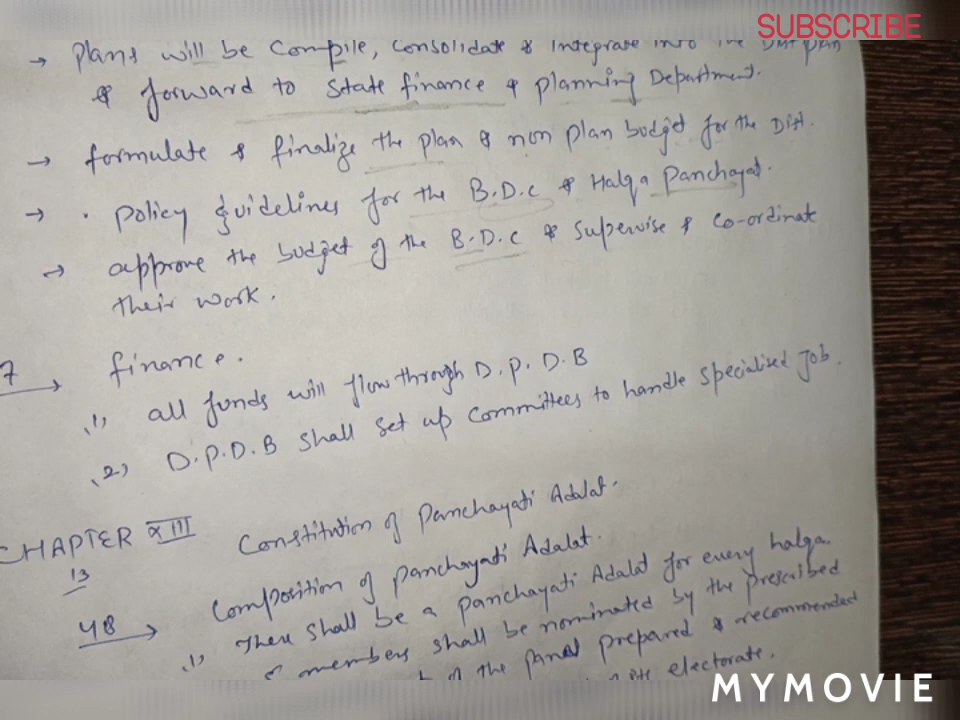 SUBSCRIBE
→ plans will be compile, consolidate & integrate into the Dist plan
& forward to state finance & planning Department.
→ formulate & finalize the plan & non plan budget for the Dist.
→ . policy guidelines for the B.D.C & Halqa Panchayat.
→ approve the budget of the B.D.C & supervise & co-ordinate
their work.
7 → finance.
(1) all funds will flow through D.P.D.B
(2) D.P.D.B shall set up committees to handle specialized job.
CHAPTER XIII Constitution of panchayati Adalat.
13
48 → Composition of panchayati Adalat.
(1) There shall be a panchayati Adalat for every halqa.
members shall be nominated by the prescribed
of the panel prepared & recommended
electorate.
MYMOVIE